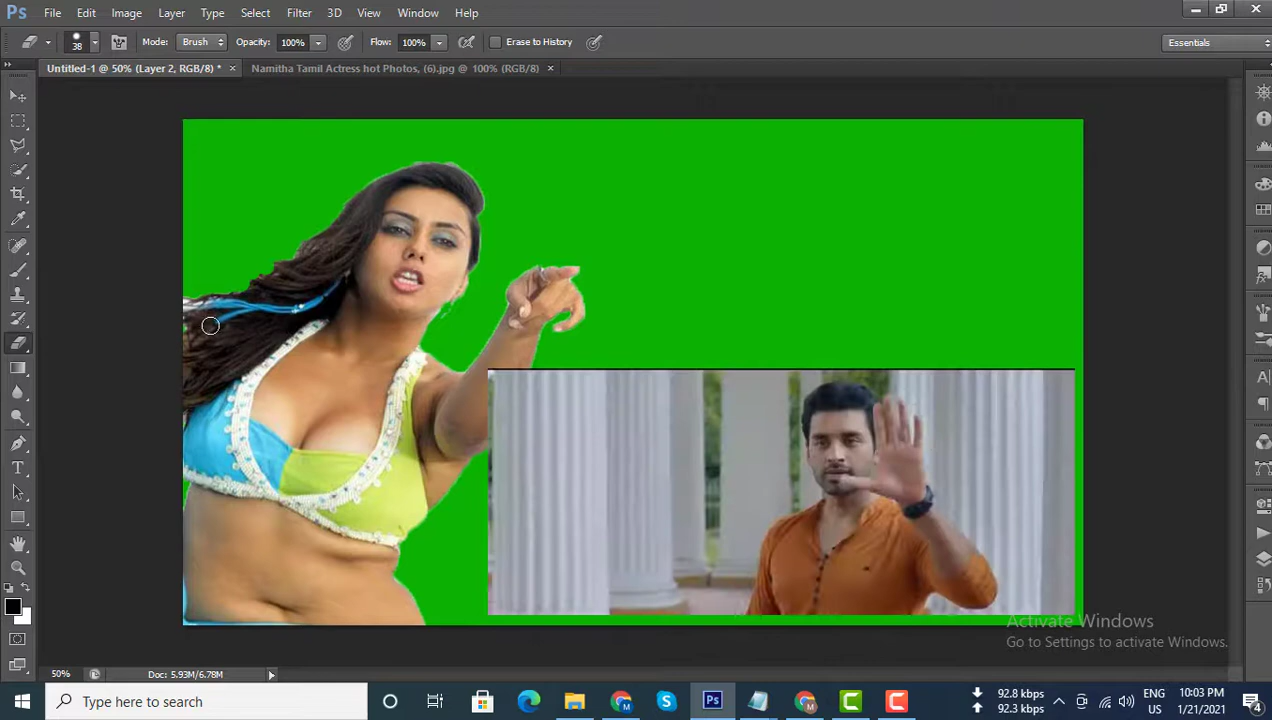 Ps File Edit Image Layer Type Select Filter 3D View Window Help
38 Mode: Brush Opacity: 100% Flow: 100% Erase to History Essentials
Untitled-1 @ 50% (Layer 2, RGB/8) * × Namitha Tamil Actress hot Photos, (6).jpg @ 100% (RGB/8) ×
Activate Windows
Go to Settings to activate Windows.
50% Doc: 5.93M/6.78M
Type here to search
Ps
92.8 kbps
92.3 kbps
ENG
US
10:03 PM
1/21/2021
4